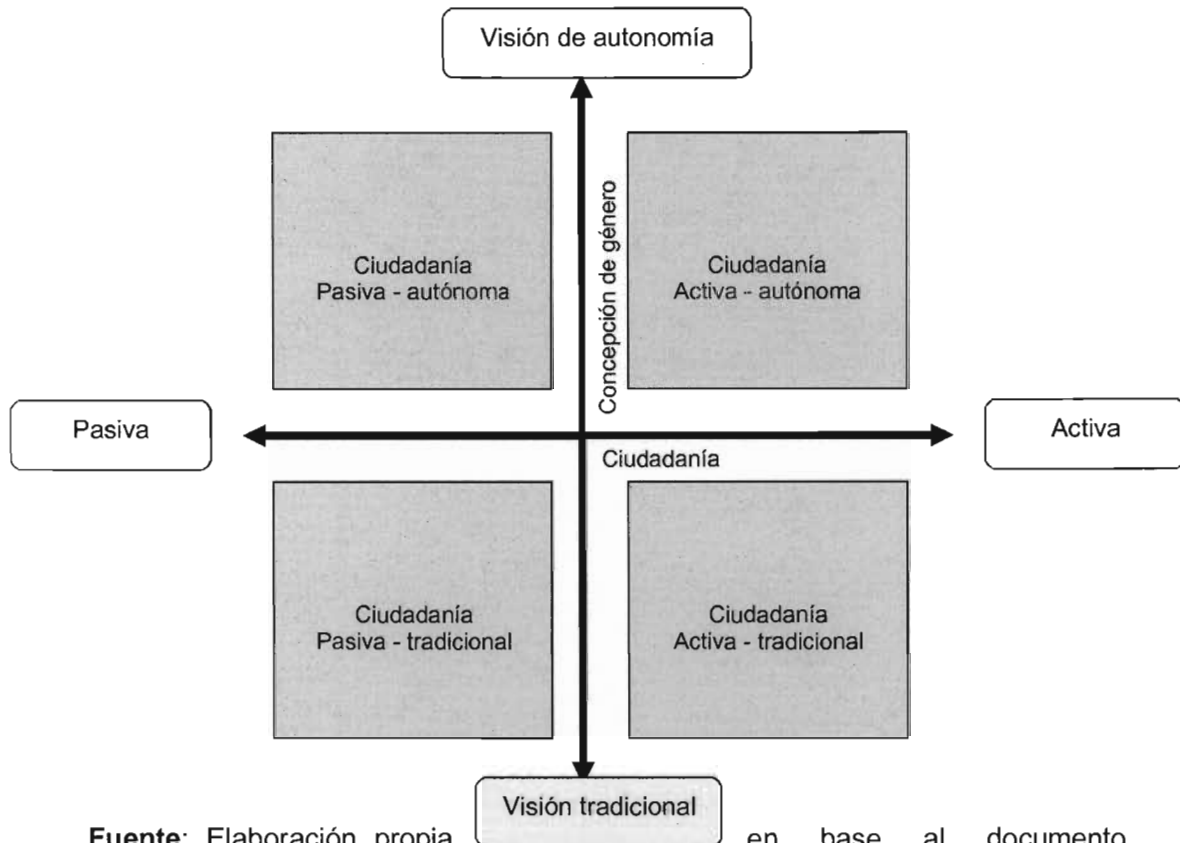 Visión de autonomía
Concepción de género
Ciudadanía
Pasiva - autónoma
Ciudadanía
Activa - autónoma
Pasiva
Activa
Ciudadanía
Ciudadanía
Pasiva - tradicional
Ciudadanía
Activa - tradicional
Visión tradicional
Fuente: Elaboración propia en base al documento